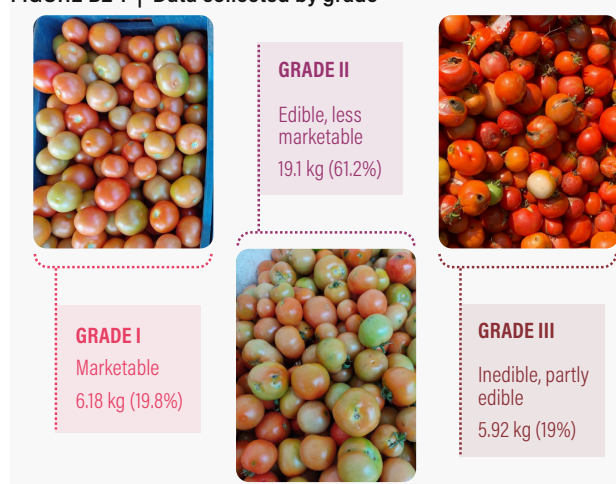 Data collected by grade
GRADE II
Edible, less
marketable
19.1 kg (61.2%)
GRADE I
Marketable
6.18 kg (19.8%)
GRADE III
Inedible, partly
edible
5.92 kg (19%)